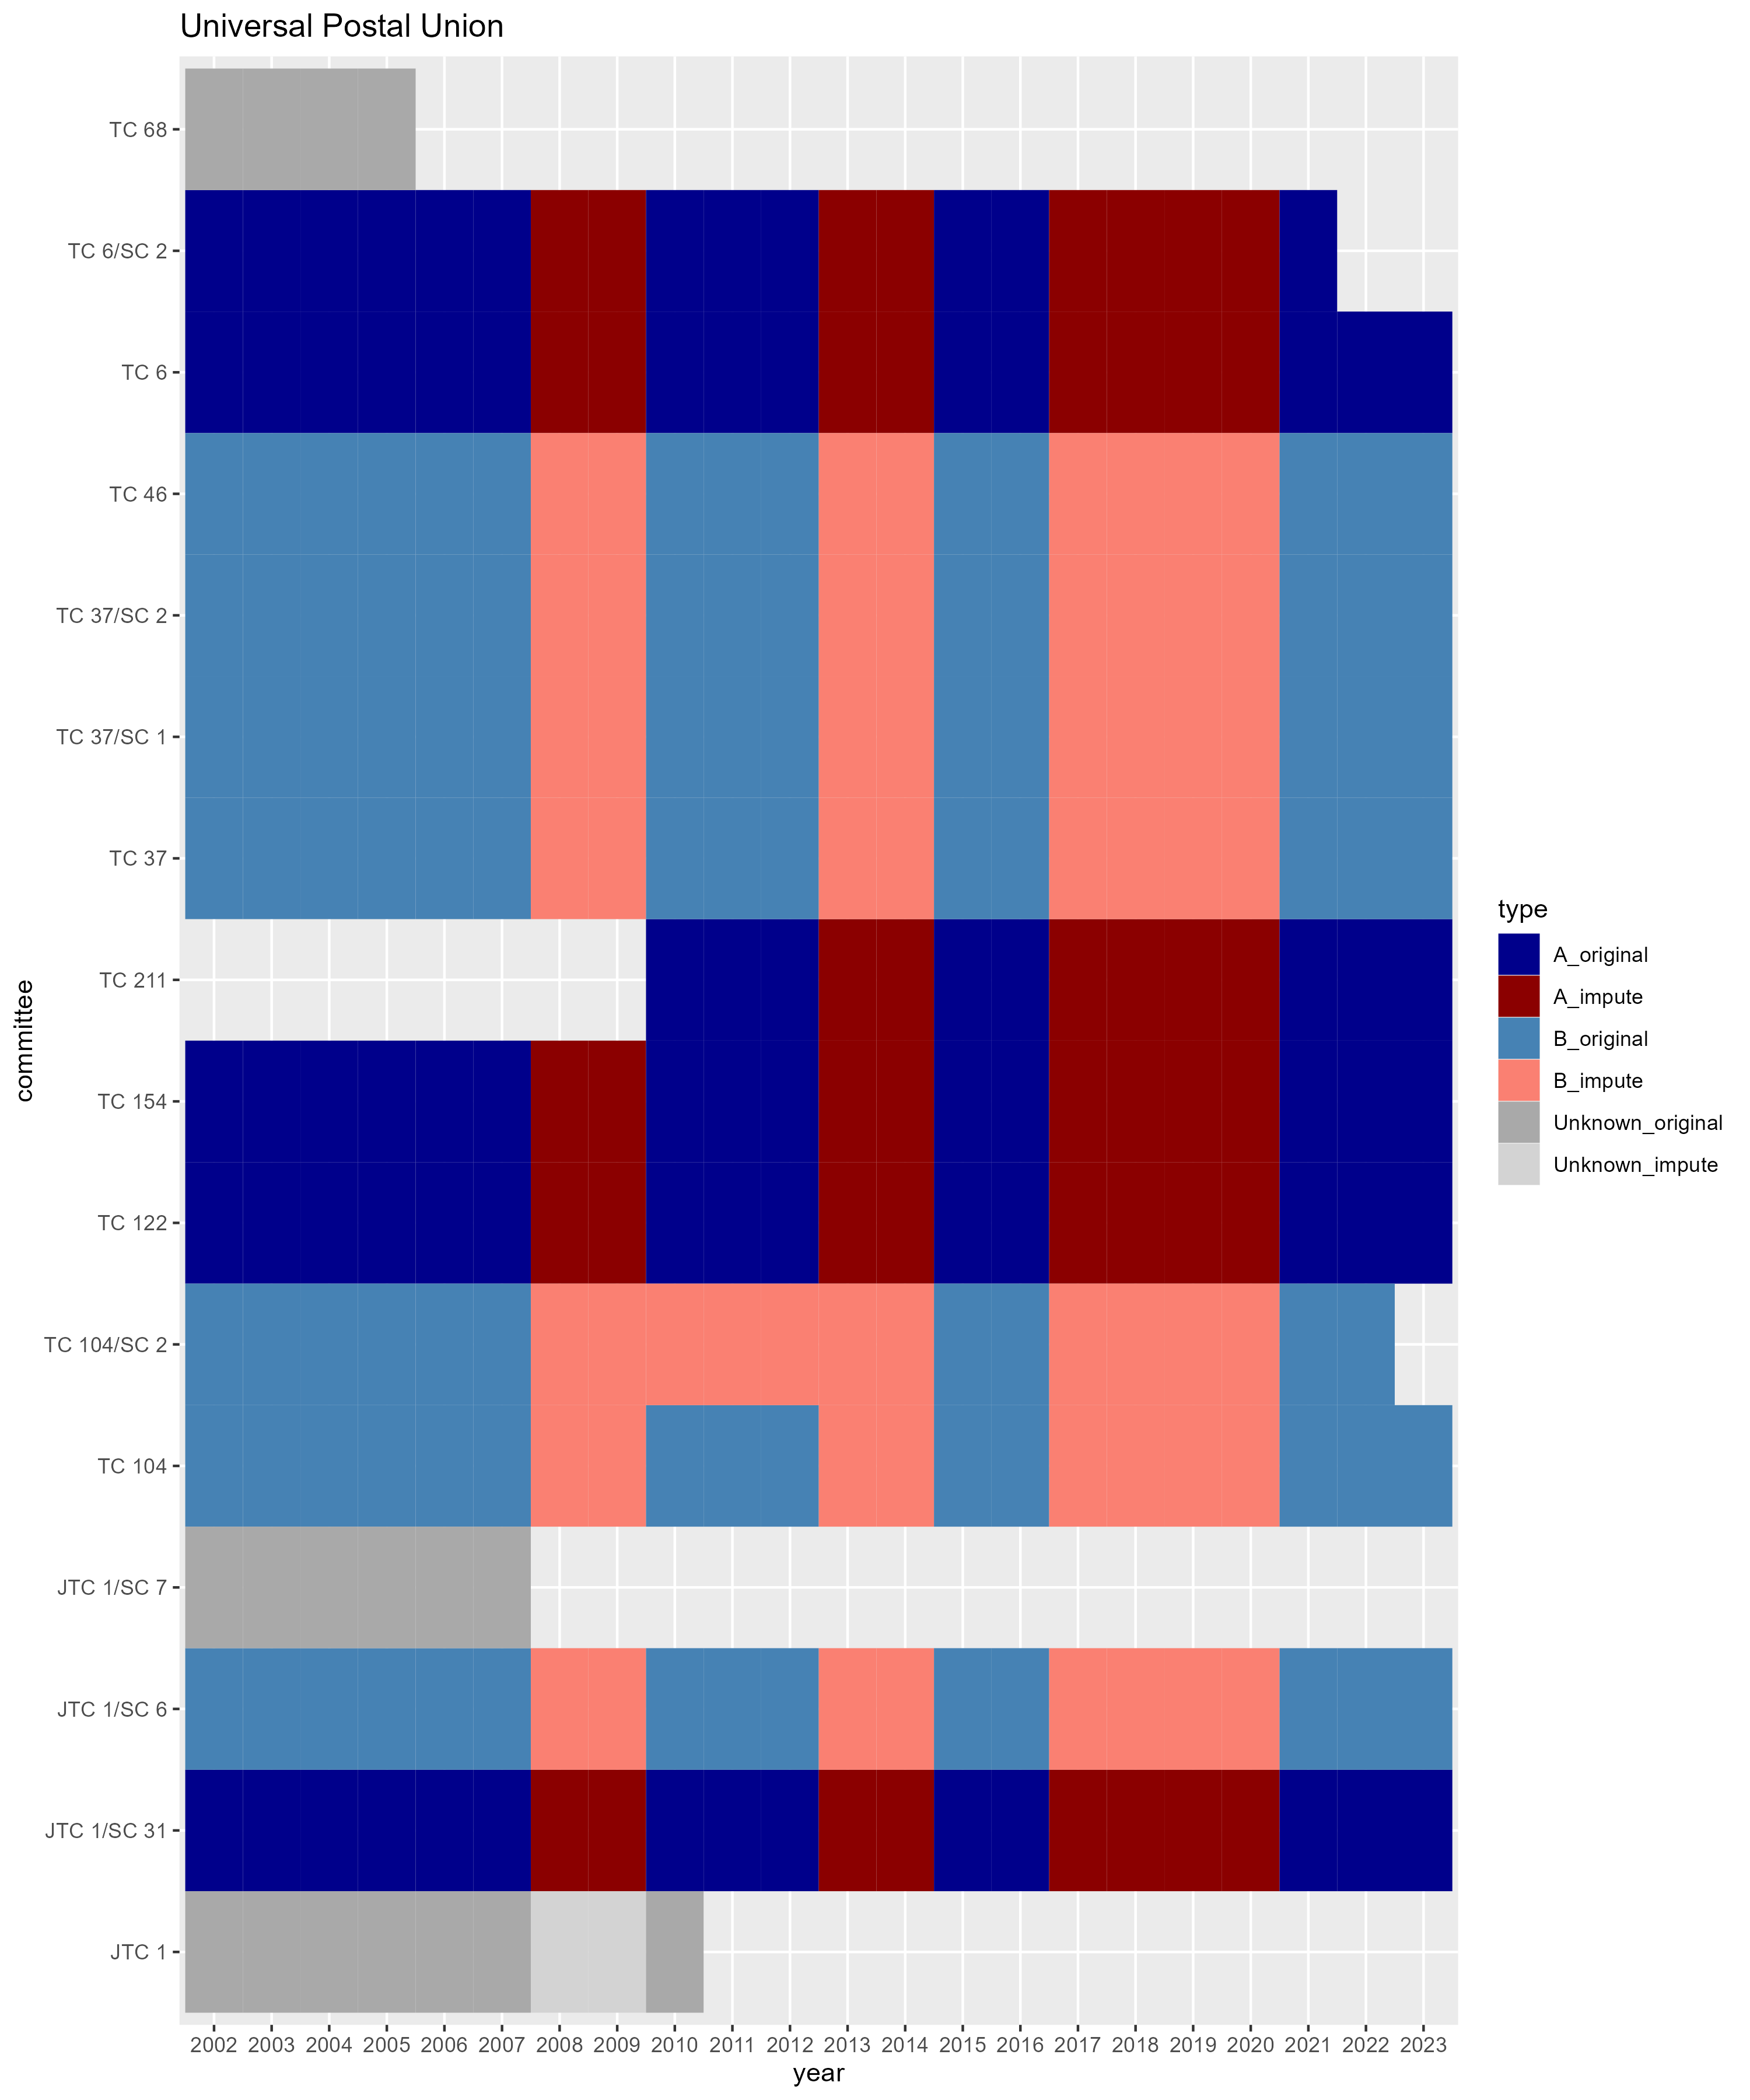 Universal Postal Union
TC 68
TC 6/SC 2
TC 6
TC 46
TC 37/SC 2
TC 37/SC 1
TC 37
TC 211
TC 154
TC 122
TC 104/SC 2
TC 104
JTC 1/SC 7
JTC 1/SC 6
JTC 1/SC 31
JTC 1
committee
2002 2003 2004 2005 2006 2007 2008 2009 2010 2011 2012 2013 2014 2015 2016 2017 2018 2019 2020 2021 2022 2023
year
type
A_original
A_impute
B_original
B_impute
Unknown_original
Unknown_impute